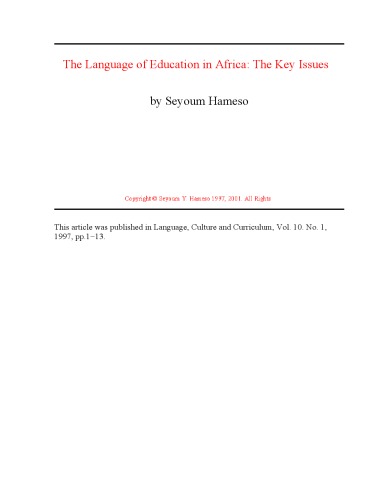 The Language of Education in Africa: The Key Issues
by Seyoum Hameso
Copyright © Seyoum Y. Hameso 1997, 2001. All Rights
This article was published in Language, Culture and Curriculum, Vol. 10. No. 1,
1997, pp.1–13.